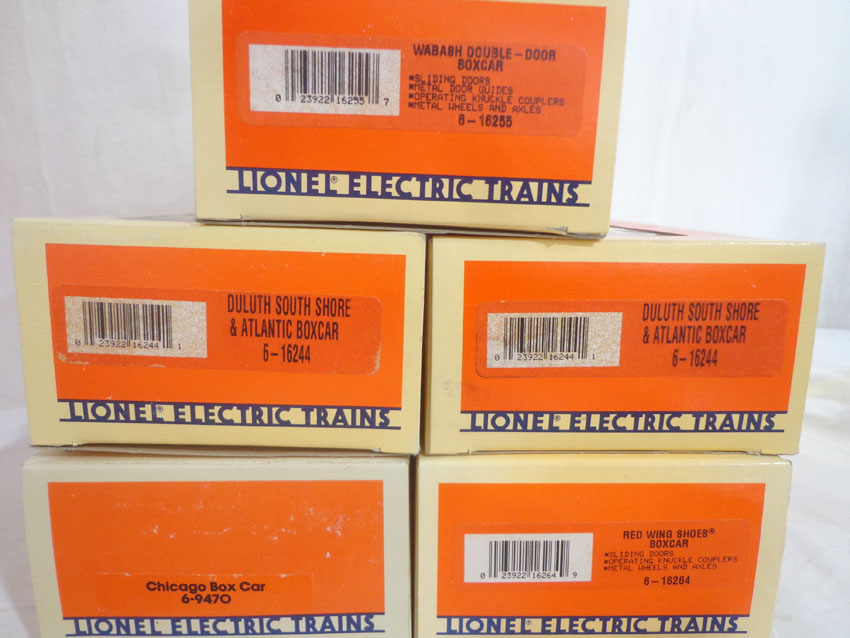 WABASH DOUBLE-DOOR
BOXCAR
*SLIDING DOORS
*METAL DOOR GUIDES
*OPERATING KNUCKLE COUPLERS
*METAL WHEELS AND AXLES
6-16255
0 23922 16255 7
LIONEL® ELECTRIC TRAINS
DULUTH SOUTH SHORE
& ATLANTIC BOXCAR
6-16244
0 23922 16244 1
LIONEL® ELECTRIC TRAINS
DULUTH SOUTH SHORE
& ATLANTIC BOXCAR
6-16244
0 23922 16244 1
LIONEL® ELECTRIC TRAINS
Chicago Box Car
6-9470
LIONEL® ELECTRIC TRAINS
RED WING SHOES®
BOXCAR
*SLIDING DOORS
*OPERATING KNUCKLE COUPLERS
*METAL WHEELS AND AXLES
6-16264
0 23922 16264 9
LIONEL® ELECTRIC TRAINS